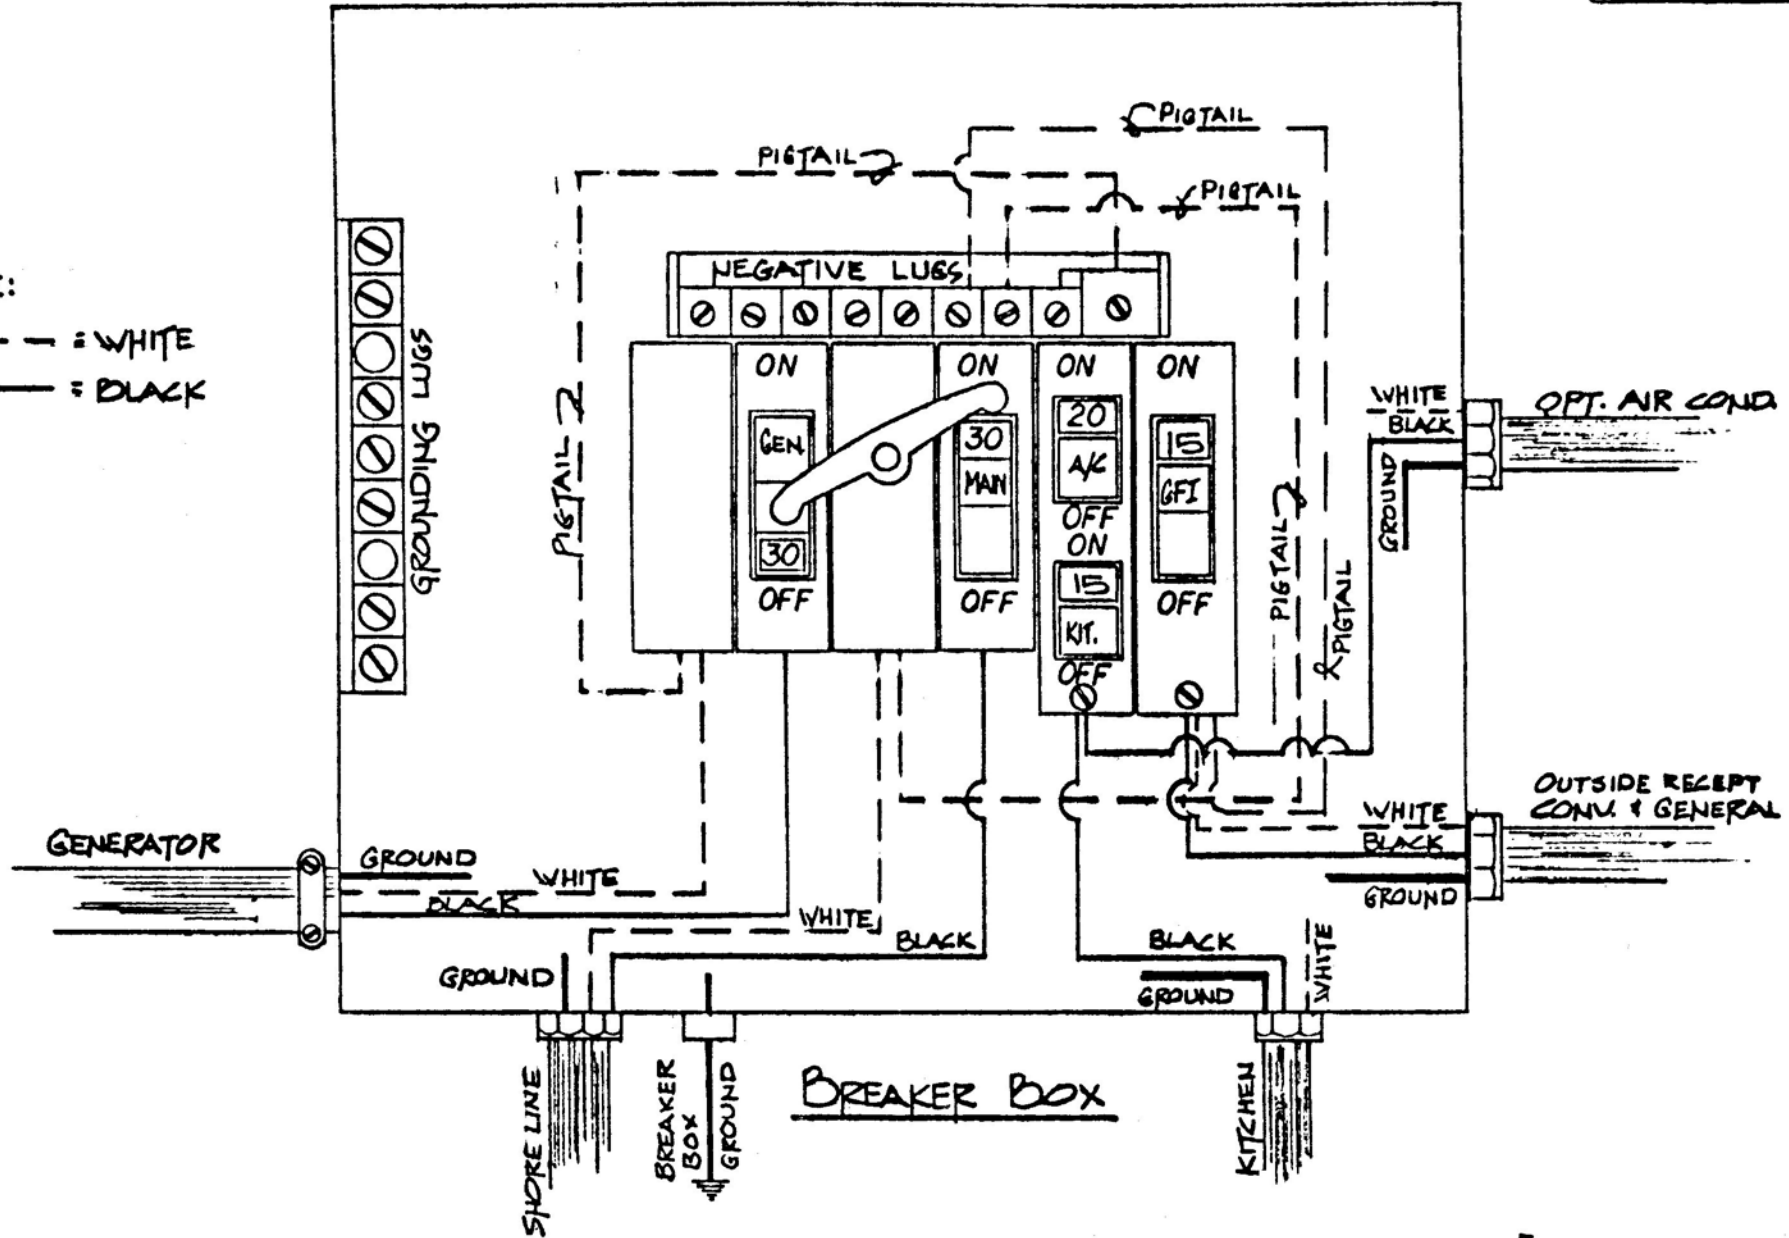 PIGTAIL
PIGTAIL
PIGTAIL
NEGATIVE LUGS
= WHITE
= BLACK
GROUNDING LUGS
ON
ON
ON
ON
GEN.
30
OFF
30
MAIN
OFF
20
A/C
OFF
ON
15
KIT.
OFF
15
GFI
OFF
PIGTAIL
PIGTAIL
PIGTAIL
WHITE
BLACK
GROUND
OPT. AIR COND.
OUTSIDE RECEPT
CONV. & GENERAL
WHITE
BLACK
GROUND
GENERATOR
GROUND
WHITE
BLACK
WHITE
BLACK
GROUND
BLACK
GROUND
WHITE
SHORE LINE
BREAKER
BOX
GROUND
BREAKER BOX
KITCHEN